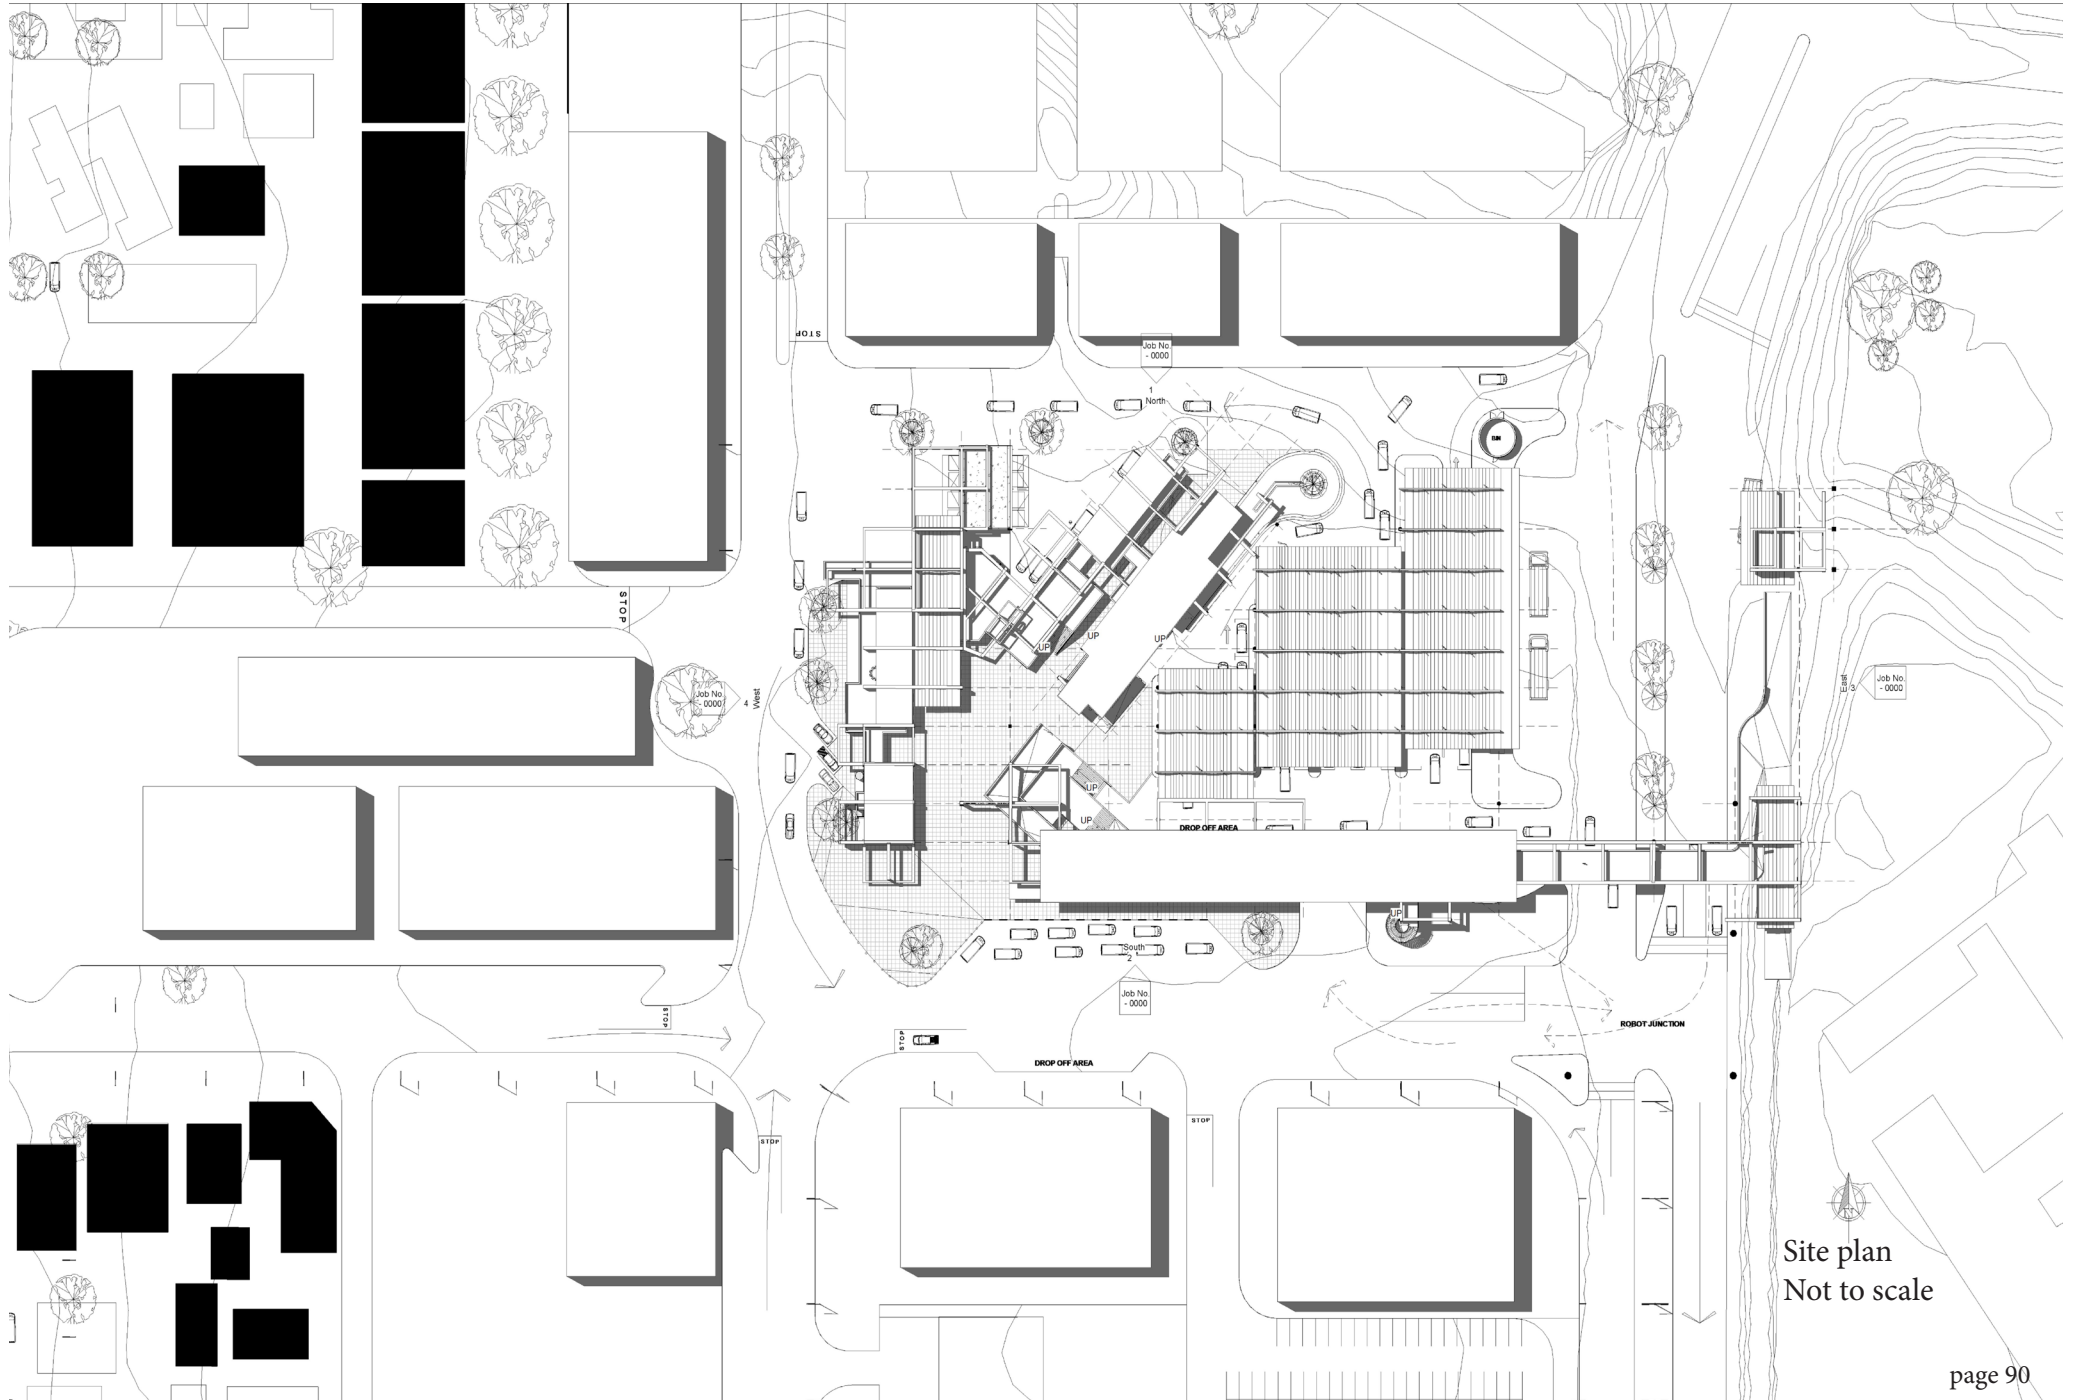 STOP
Job No.
- 0000
1
North
BIN
STOP
UP
UP
UP
Job No.
- 0000
4
West
East
3
Job No.
- 0000
UP
UP
DROP OFF AREA
UP
South
2
Job No.
- 0000
STOP
ROBOT JUNCTION
STOP
DROP OFF AREA
STOP
STOP
N
Site plan
Not to scale
page 90